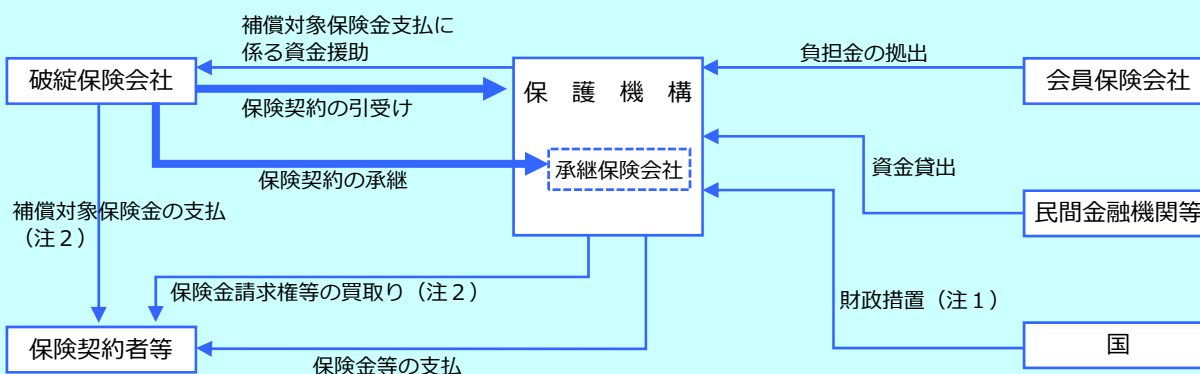 補償対象保険金支払に
係る資金援助
負担金の拠出
破綻保険会社
保護機構
会員保険会社
保険契約の引受け
承継保険会社
資金貸出
保険契約の承継
補償対象保険金の支払
（注２）
民間金融機関等
保険金請求権等の買取り（注２）
財政措置（注１）
保険契約者等
国
保険金等の支払